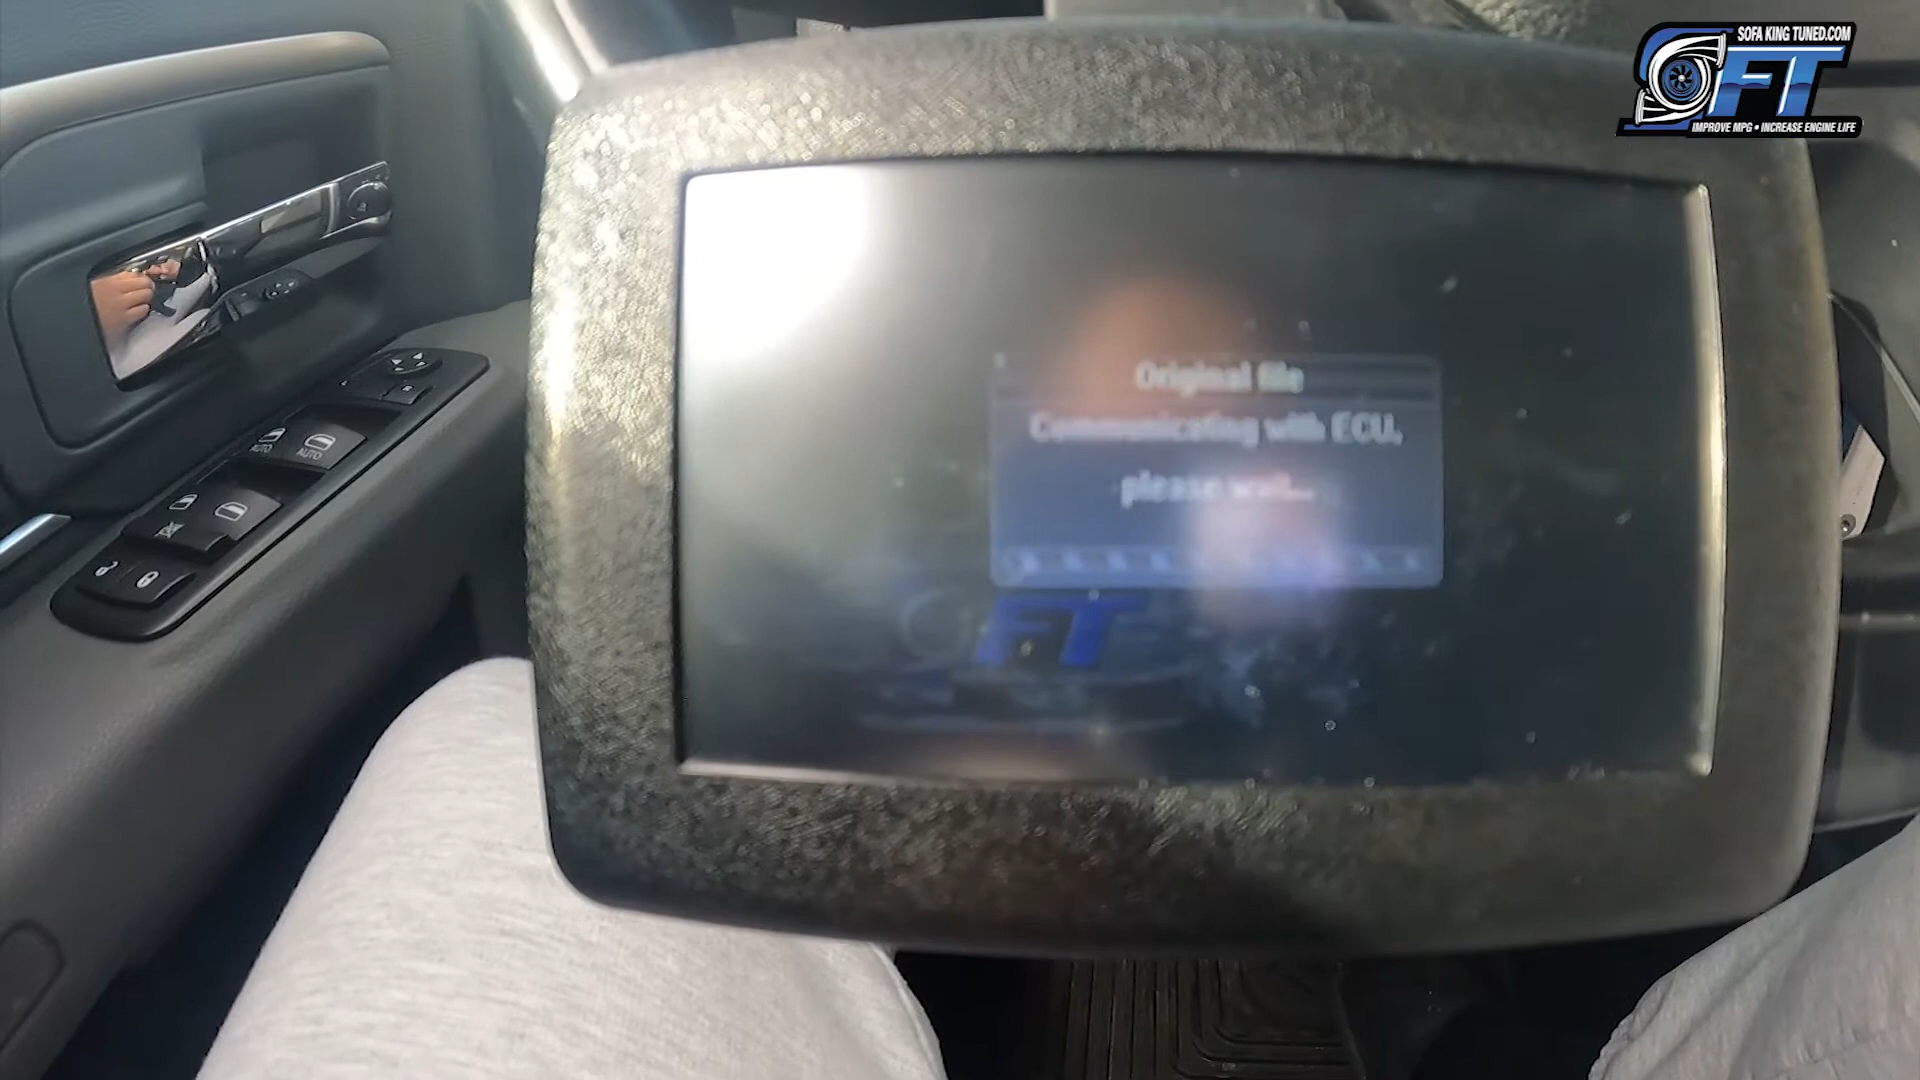 SOFA KING TUNED.COM
FT
IMPROVE MPG • INCREASE ENGINE LIFE
Original file
Communicating with ECU,
please wait...
FT
AUTO
AUTO